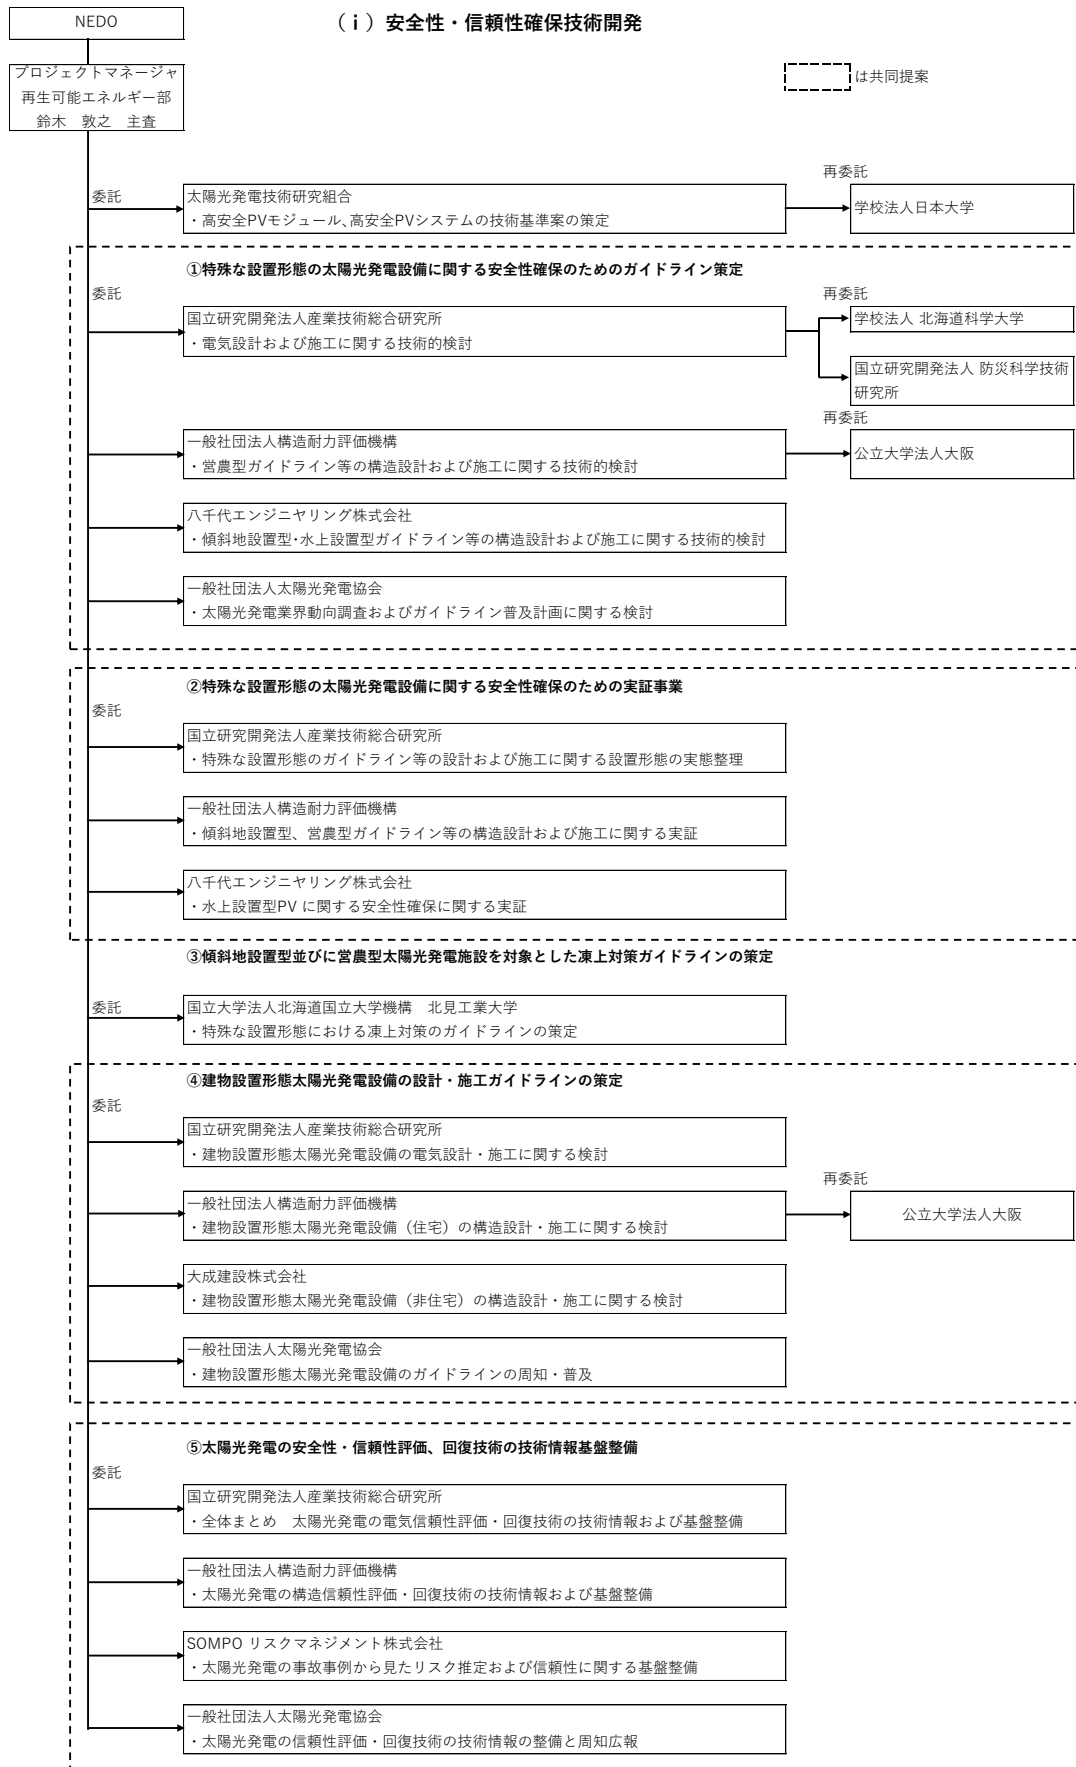 NEDO
(ⅰ)安全性・信頼性確保技術開発
プロジェクトマネージャ
再生可能エネルギー部
鈴木　敦之　主査
は共同提案
委託
太陽光発電技術研究組合
・高安全PVモジュール、高安全PVシステムの技術基準案の策定
再委託
学校法人日本大学
①特殊な設置形態の太陽光発電設備に関する安全性確保のためのガイドライン策定
委託
国立研究開発法人産業技術総合研究所
・電気設計および施工に関する技術的検討
再委託
学校法人 北海道科学大学
国立研究開発法人 防災科学技術
研究所
一般社団法人構造耐力評価機構
・営農型ガイドライン等の構造設計および施工に関する技術的検討
再委託
公立大学法人大阪
八千代エンジニヤリング株式会社
・傾斜地設置型・水上設置型ガイドライン等の構造設計および施工に関する技術的検討
一般社団法人太陽光発電協会
・太陽光発電業界動向調査およびガイドライン普及計画に関する検討
②特殊な設置形態の太陽光発電設備に関する安全性確保のための実証事業
委託
国立研究開発法人産業技術総合研究所
・特殊な設置形態のガイドライン等の設計および施工に関する設置形態の実態整理
一般社団法人構造耐力評価機構
・傾斜地設置型、営農型ガイドライン等の構造設計および施工に関する実証
八千代エンジニヤリング株式会社
・水上設置型PV に関する安全性確保に関する実証
③傾斜地設置型並びに営農型太陽光発電施設を対象とした凍上対策ガイドラインの策定
委託
国立大学法人北海道国立大学機構　北見工業大学
・特殊な設置形態における凍上対策のガイドラインの策定
④建物設置形態太陽光発電設備の設計・施工ガイドラインの策定
委託
国立研究開発法人産業技術総合研究所
・建物設置形態太陽光発電設備の電気設計・施工に関する検討
一般社団法人構造耐力評価機構
・建物設置形態太陽光発電設備（住宅）の構造設計・施工に関する検討
再委託
公立大学法人大阪
大成建設株式会社
・建物設置形態太陽光発電設備（非住宅）の構造設計・施工に関する検討
一般社団法人太陽光発電協会
・建物設置形態太陽光発電設備のガイドラインの周知・普及
⑤太陽光発電の安全性・信頼性評価、回復技術の技術情報基盤整備
委託
国立研究開発法人産業技術総合研究所
・全体まとめ　太陽光発電の電気信頼性評価・回復技術の技術情報および基盤整備
一般社団法人構造耐力評価機構
・太陽光発電の構造信頼性評価・回復技術の技術情報および基盤整備
SOMPO リスクマネジメント株式会社
・太陽光発電の事故事例から見たリスク推定および信頼性に関する基盤整備
一般社団法人太陽光発電協会
・太陽光発電の信頼性評価・回復技術の技術情報の整備と周知広報